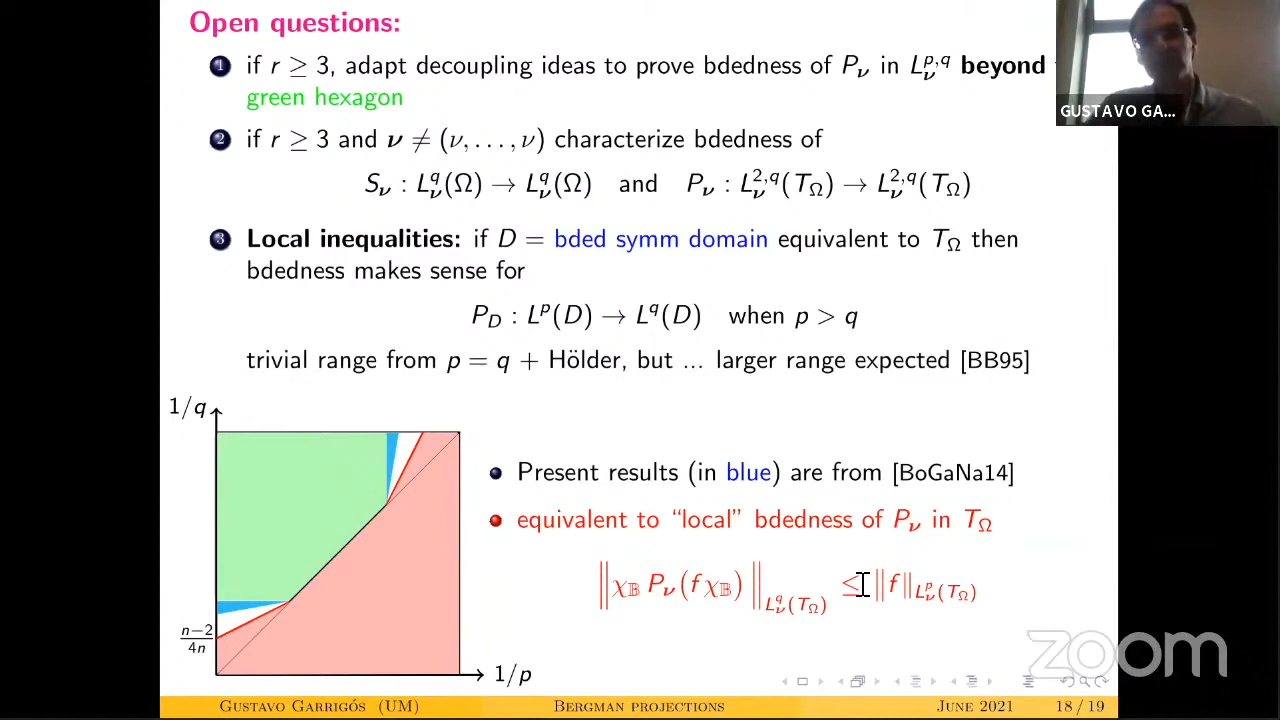 Open questions:
1 if r ≥ 3, adapt decoupling ideas to prove bdedness of P_ν in L_ν^{p,q} beyond
green hexagon
2 if r ≥ 3 and ν ≠ (ν, . . . , ν) characterize bdedness of
S_ν : L_ν^q(Ω) → L_ν^q(Ω) and P_ν : L_ν^{2,q}(T_Ω) → L_ν^{2,q}(T_Ω)
3 Local inequalities: if D = bded symm domain equivalent to T_Ω then
bdedness makes sense for
P_D : L^p(D) → L^q(D) when p > q
trivial range from p = q + Hölder, but ... larger range expected [BB95]
1/q
n−2
4n
1/p
Present results (in blue) are from [BoGaNa14]
equivalent to “local” bdedness of P_ν in T_Ω
‖χ_𝔹 P_ν(f χ_𝔹)‖_{L_ν^q(T_Ω)} ≤ ‖f‖_{L_ν^p(T_Ω)}
GUSTAVO GA...
zoom
Gustavo Garrigós (UM) Bergman projections June 2021 18 / 19